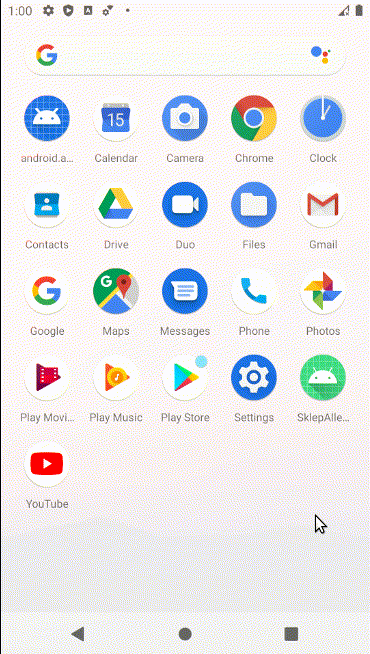 1:00
android.a...
Calendar
Camera
Chrome
Clock
Contacts
Drive
Duo
Files
Gmail
Google
Maps
Messages
Phone
Photos
Play Movi...
Play Music
Play Store
Settings
SklepAlle...
YouTube